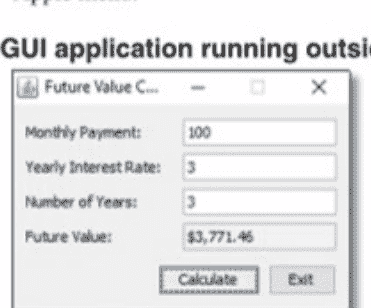 GUI application running outsi
Future Value C...
Monthly Payment: 100
Yearly Interest Rate: 3
Number of Years: 3
Future Value: $3,771.46
Calculate Exit